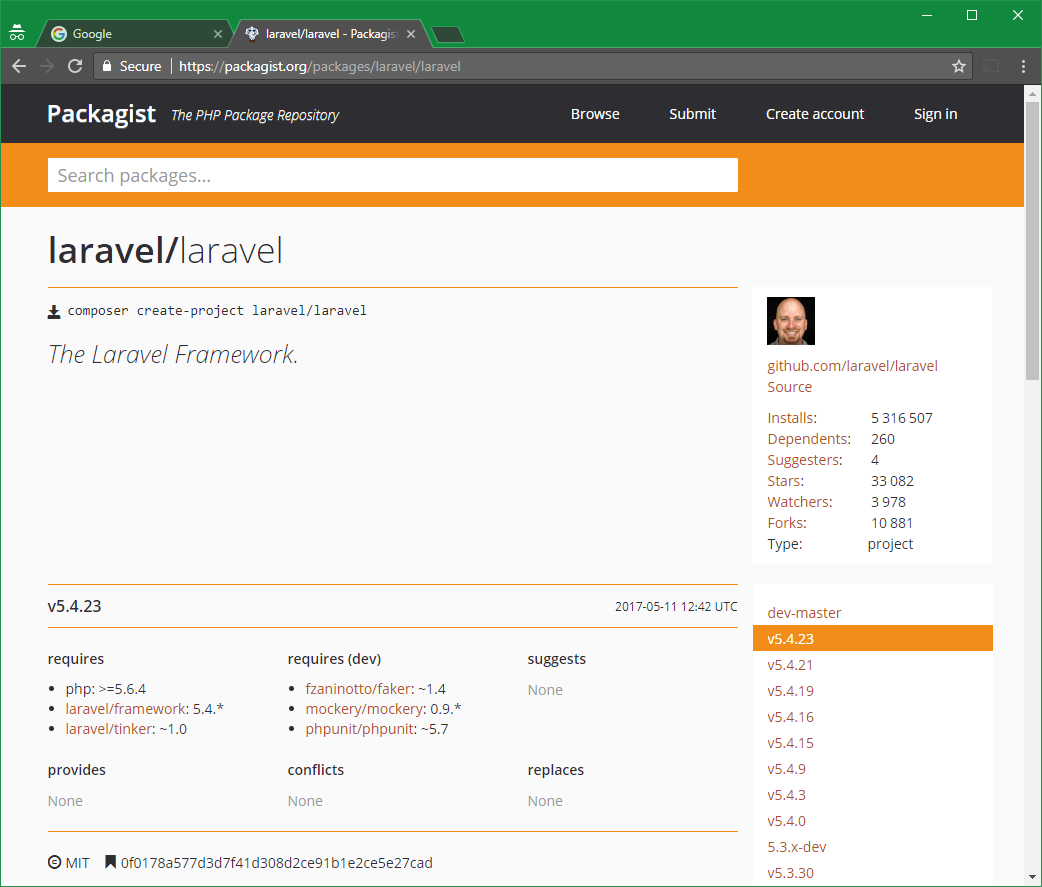 Google
laravel/laravel - Packagis
Secure https://packagist.org/packages/laravel/laravel
Packagist The PHP Package Repository Browse Submit Create account Sign in
Search packages...
laravel/laravel
composer create-project laravel/laravel
The Laravel Framework.
github.com/laravel/laravel
Source
Installs: 5 316 507
Dependents: 260
Suggesters: 4
Stars: 33 082
Watchers: 3 978
Forks: 10 881
Type: project
v5.4.23 2017-05-11 12:42 UTC
requires
php: >=5.6.4
laravel/framework: 5.4.*
laravel/tinker: ~1.0
requires (dev)
fzaninotto/faker: ~1.4
mockery/mockery: 0.9.*
phpunit/phpunit: ~5.7
suggests
None
provides
None
conflicts
None
replaces
None
MIT 0f0178a577d3d7f41d308d2ce91b1e2ce5e27cad
dev-master
v5.4.23
v5.4.21
v5.4.19
v5.4.16
v5.4.15
v5.4.9
v5.4.3
v5.4.0
5.3.x-dev
v5.3.30